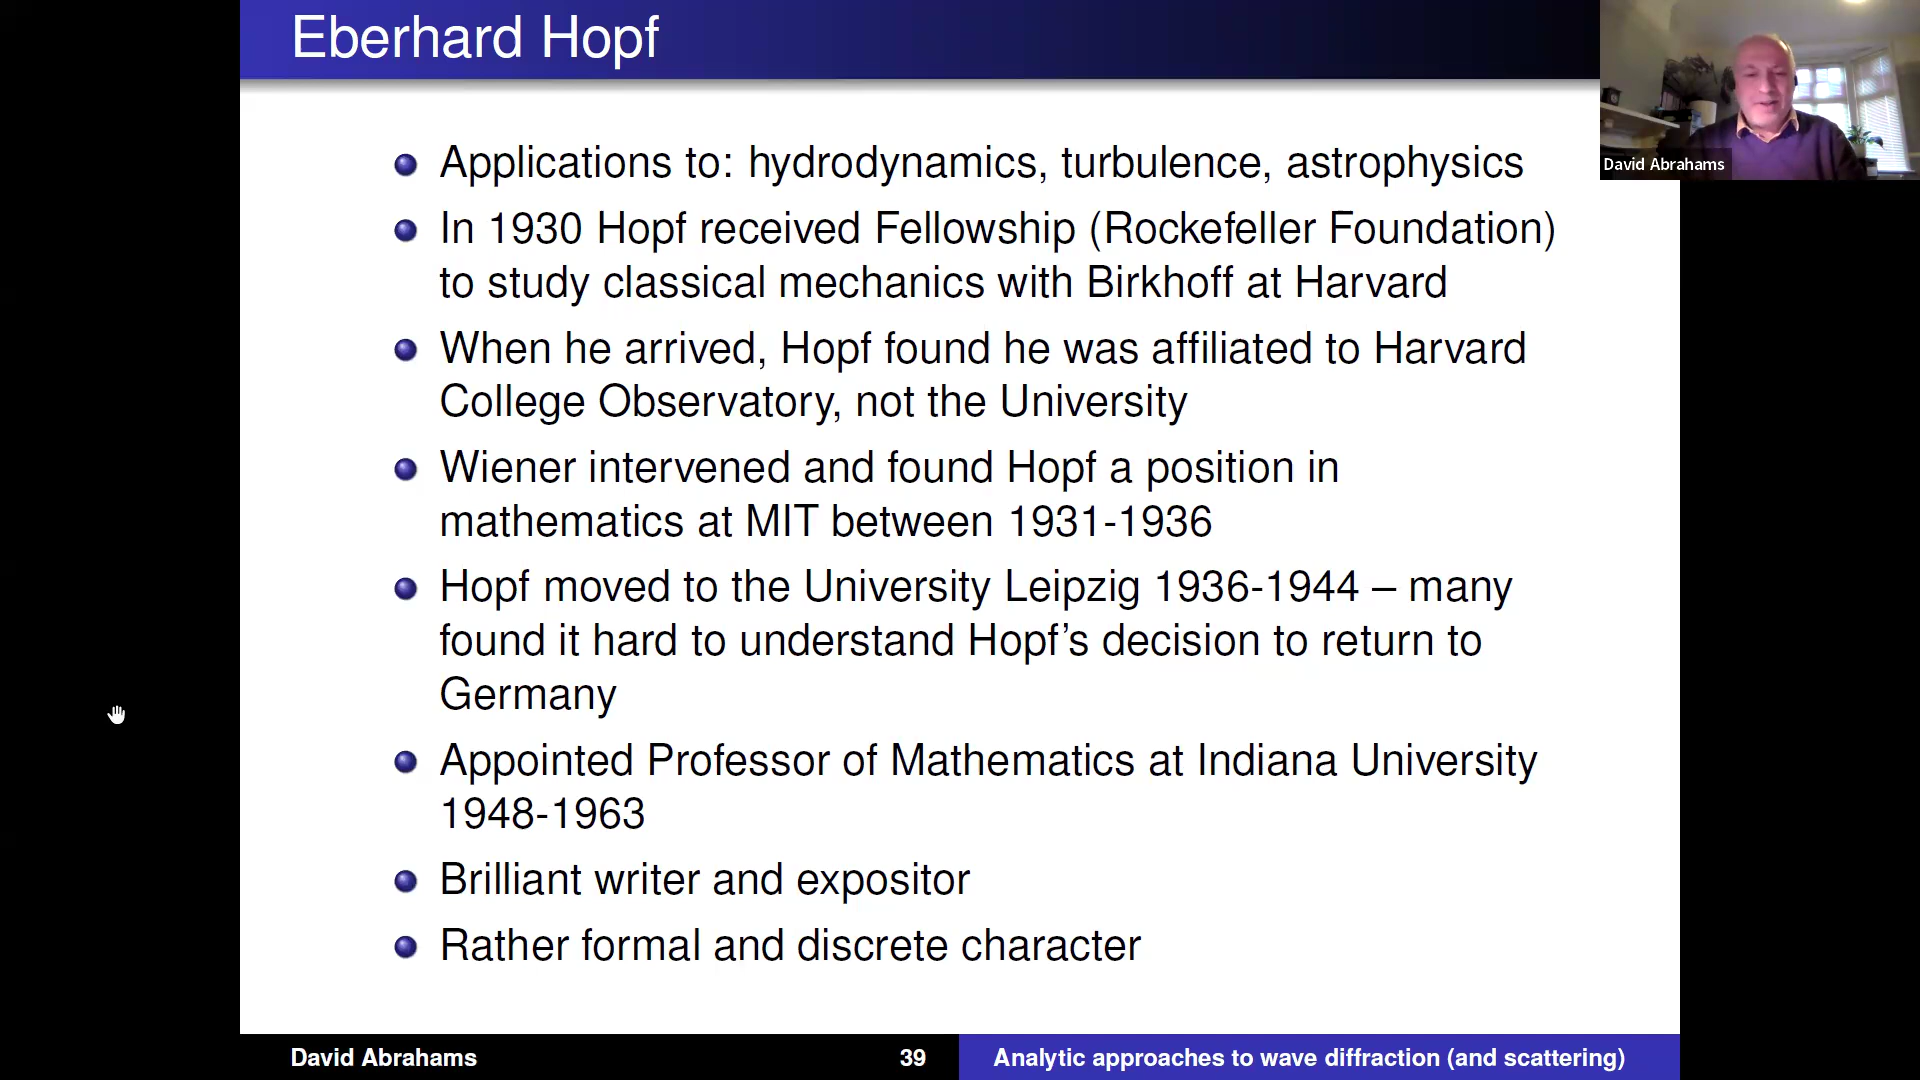 Eberhard Hopf
David Abrahams
Applications to: hydrodynamics, turbulence, astrophysics
In 1930 Hopf received Fellowship (Rockefeller Foundation)
to study classical mechanics with Birkhoff at Harvard
When he arrived, Hopf found he was affiliated to Harvard
College Observatory, not the University
Wiener intervened and found Hopf a position in
mathematics at MIT between 1931-1936
Hopf moved to the University Leipzig 1936-1944 – many
found it hard to understand Hopf's decision to return to
Germany
Appointed Professor of Mathematics at Indiana University
1948-1963
Brilliant writer and expositor
Rather formal and discrete character
David Abrahams
39
Analytic approaches to wave diffraction (and scattering)